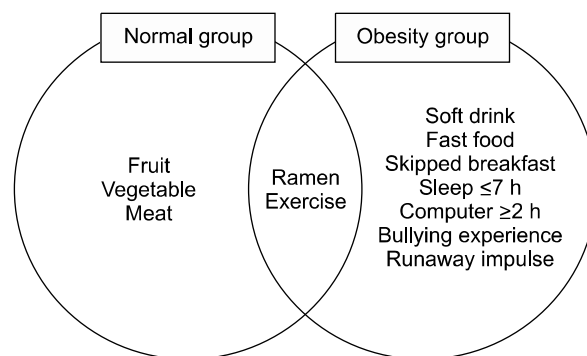 Normal group
Obesity group
Fruit
Vegetable
Meat
Ramen
Exercise
Soft drink
Fast food
Skipped breakfast
Sleep ≤7 h
Computer ≥2 h
Bullying experience
Runaway impulse